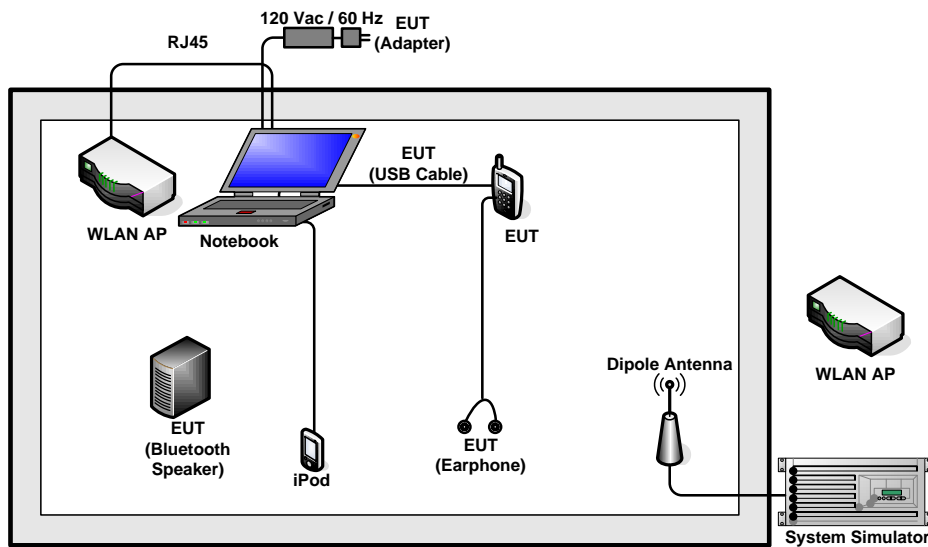 120 Vac / 60 Hz
EUT
(Adapter)
RJ45
EUT
(USB Cable)
WLAN AP
Notebook
EUT
WLAN AP
Dipole Antenna
EUT
(Bluetooth
Speaker)
iPod
EUT
(Earphone)
System Simulator